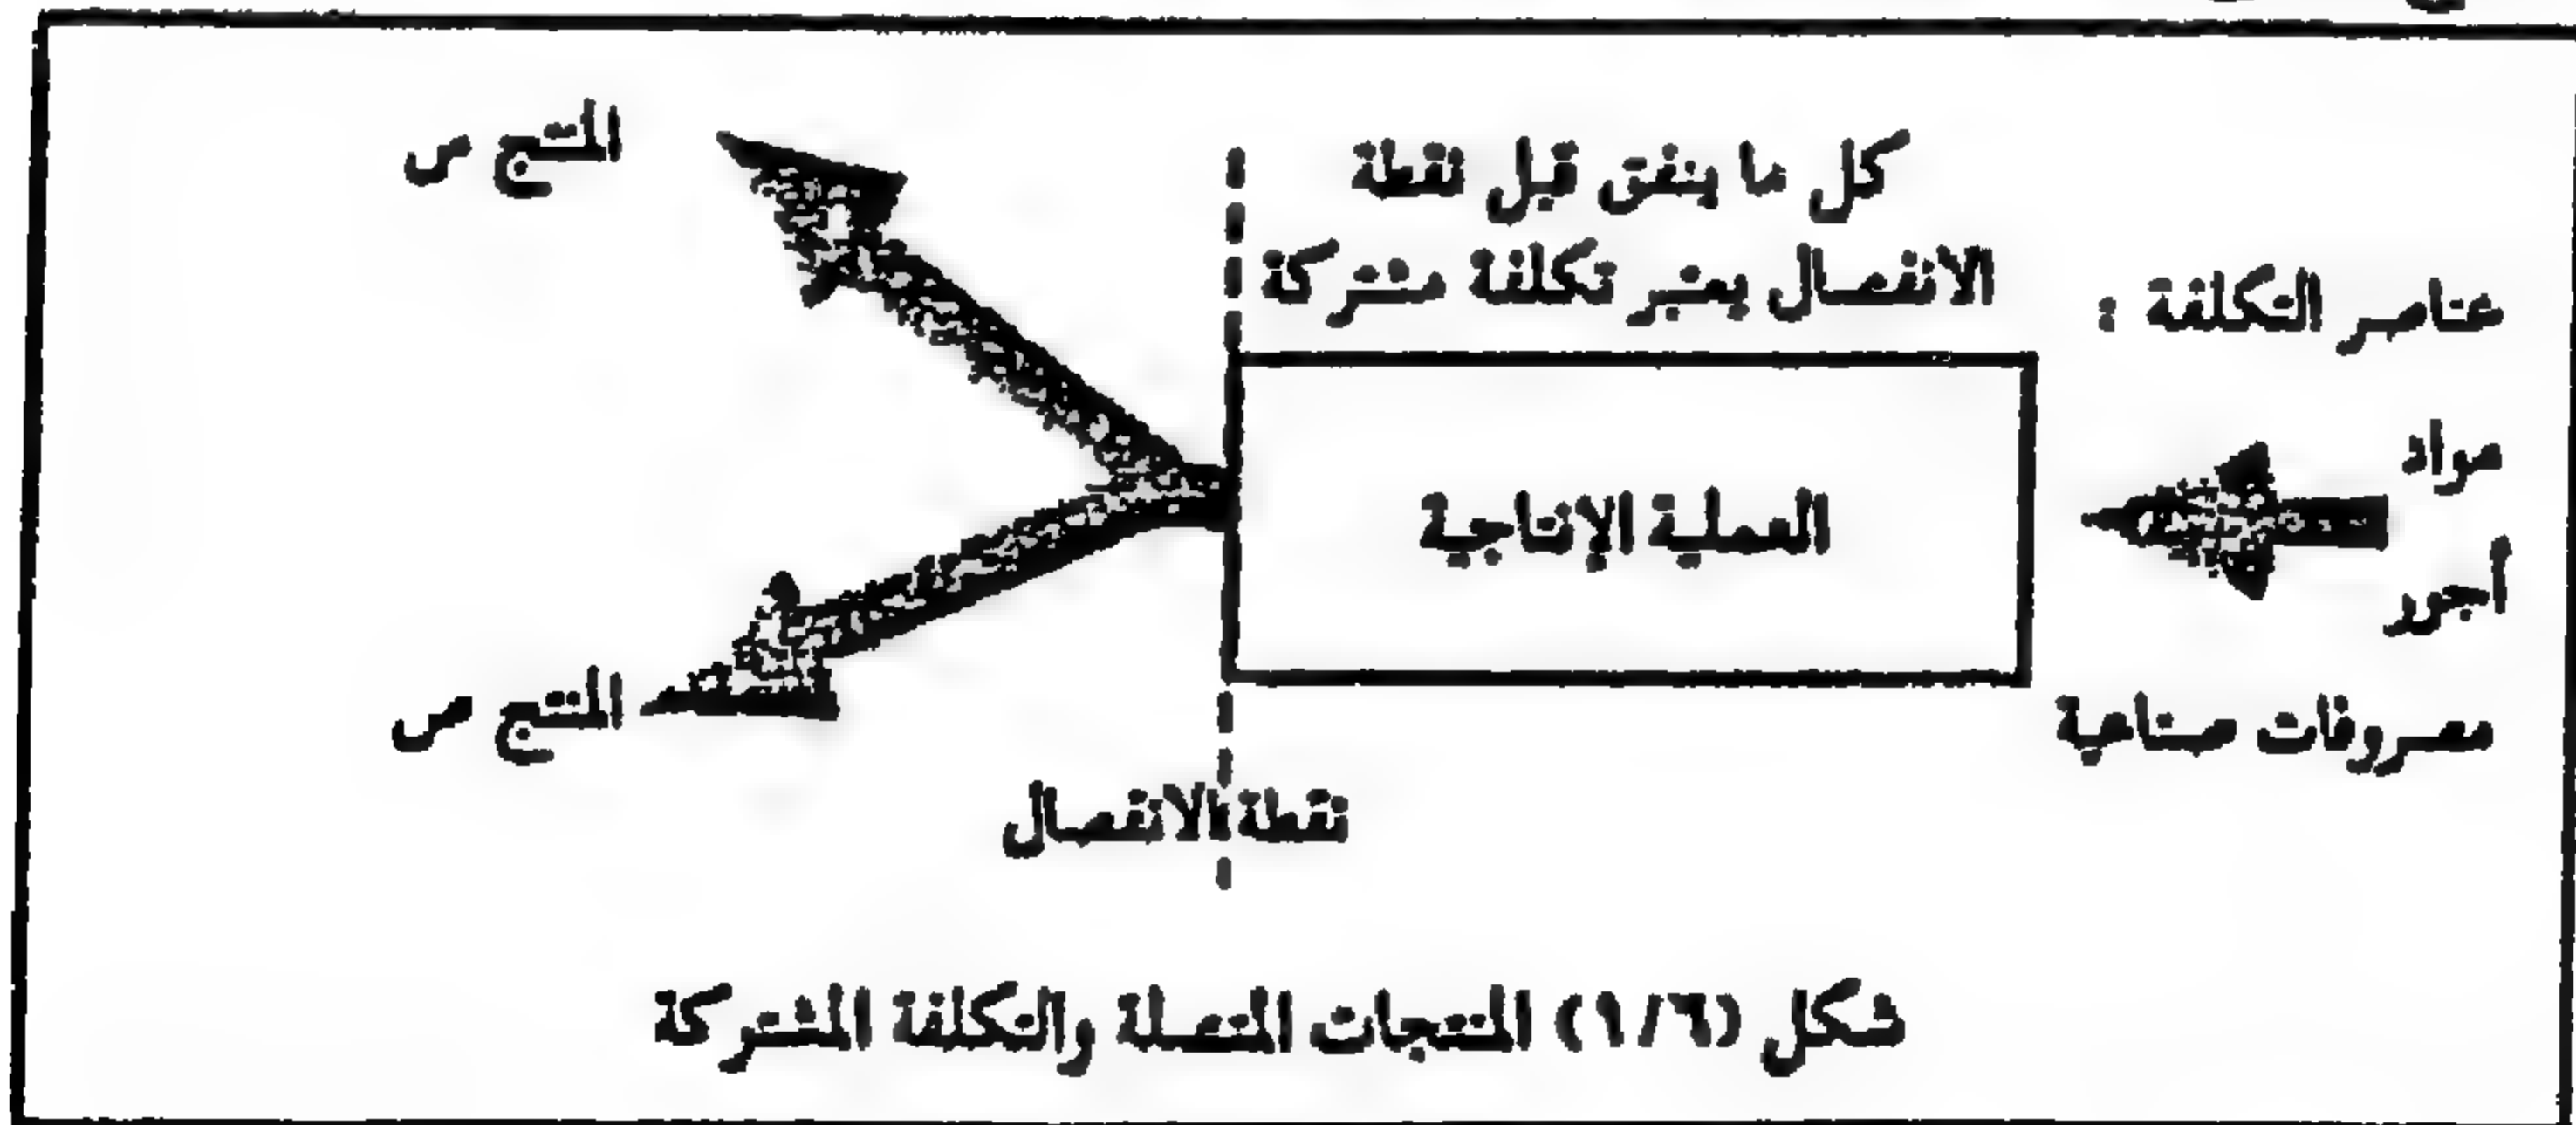 كل ما ينفق قبل نقطة
الانفصال يعتبر تكلفة مشتركة
عناصر التكلفة :
مواد
أجور
مصروفات صناعية
العملية الإنتاجية
المنتج س
المنتج ص
نقطة الانفصال
شكل (١/٦) المنتجات المتصلة والتكلفة المشتركة